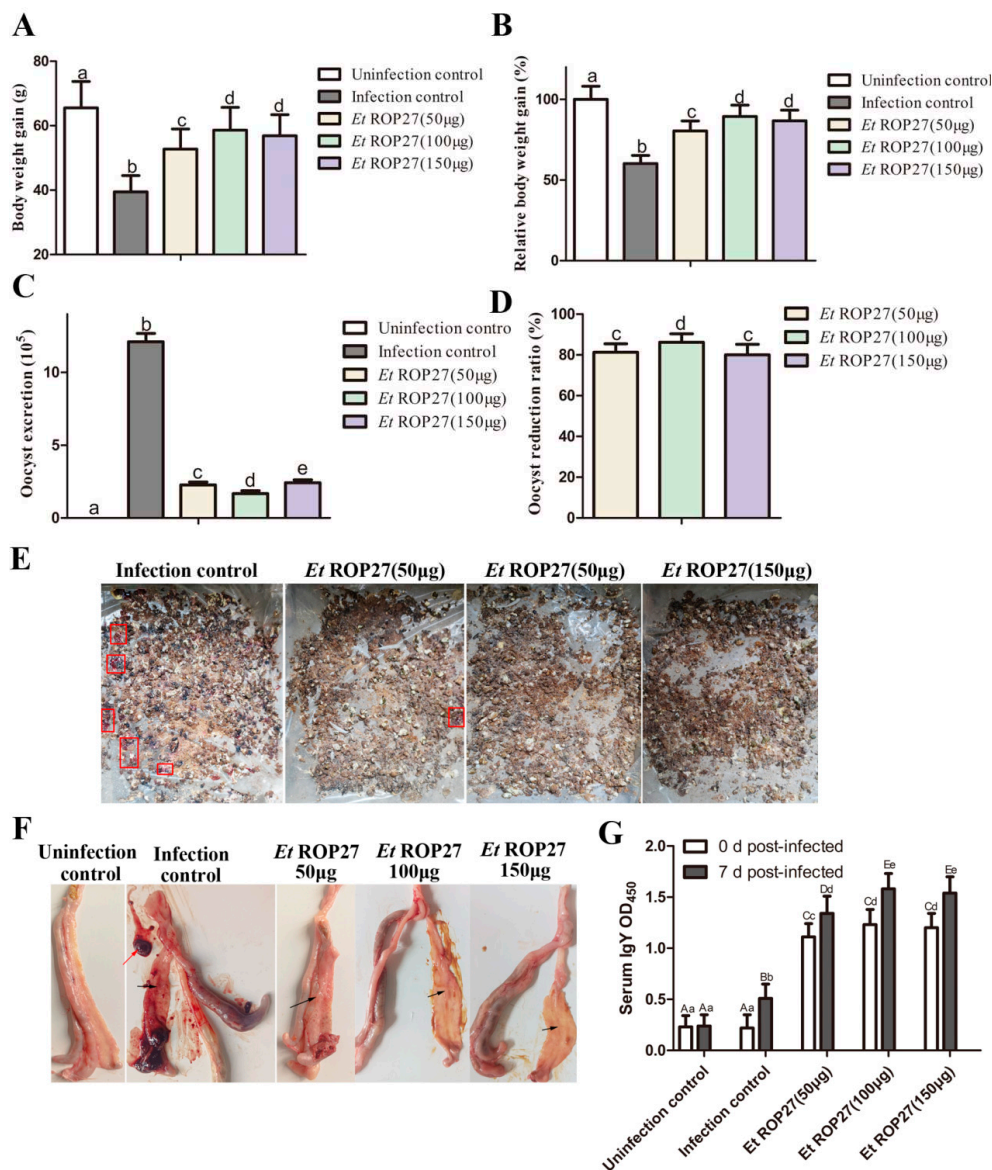 A
Body weight gain (g)
80
60
40
20
a
b
c
d
d
Uninfection control
Infection control
Et ROP27(50μg)
Et ROP27(100μg)
Et ROP27(150μg)
B
Relative body weight gain (%)
100
50
0
a
b
c
d
d
Uninfection control
Infection control
Et ROP27(50μg)
Et ROP27(100μg)
Et ROP27(150μg)
C
Oocyst excretion (10⁵)
10
5
0
a
b
c
d
e
Uninfection contro
Infection control
Et ROP27(50μg)
Et ROP27(100μg)
Et ROP27(150μg)
D
Oocyst reduction ratio (%)
100
80
60
40
20
0
c
d
c
Et ROP27(50μg)
Et ROP27(100μg)
Et ROP27(150μg)
E
Infection control
Et ROP27(50μg)
Et ROP27(50μg)
Et ROP27(150μg)
F
Uninfection
control
Infection
control
Et ROP27
50μg
Et ROP27
100μg
Et ROP27
150μg
G
Serum IgY OD₄₅₀
2.0
1.5
1.0
0.5
0.0
0 d post-infected
7 d post-infected
Aa Aa
Aa Bb
Cc Dd
Cd Ee
Cd Ee
Uninfection control
Infection control
Et ROP27(50μg)
Et ROP27(100μg)
Et ROP27(150μg)